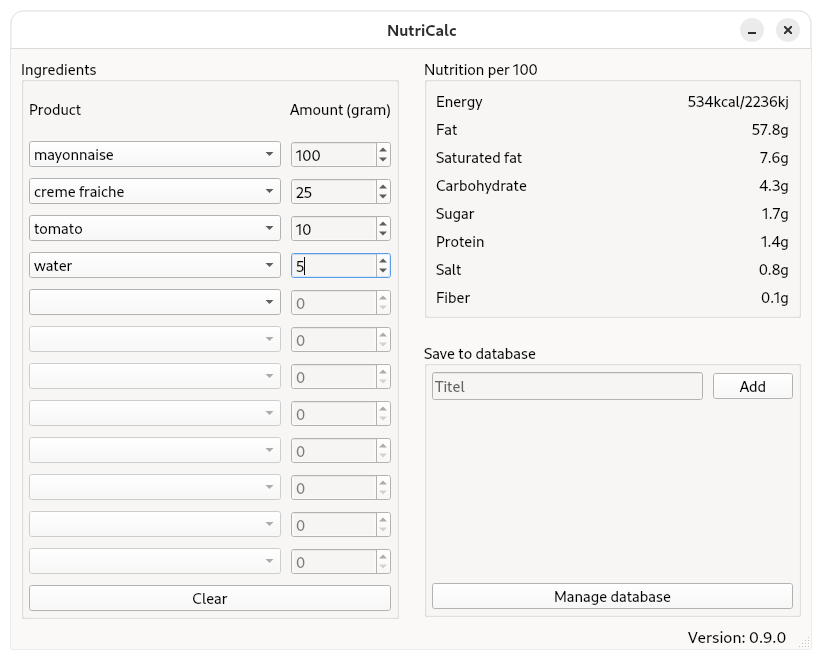 NutriCalc
Ingredients
Product Amount (gram)
mayonnaise 100
creme fraiche 25
tomato 10
water 5
0
0
0
0
0
0
0
0
Clear
Nutrition per 100
Energy 534kcal/2236kj
Fat 57.8g
Saturated fat 7.6g
Carbohydrate 4.3g
Sugar 1.7g
Protein 1.4g
Salt 0.8g
Fiber 0.1g
Save to database
Titel Add
Manage database
Version: 0.9.0